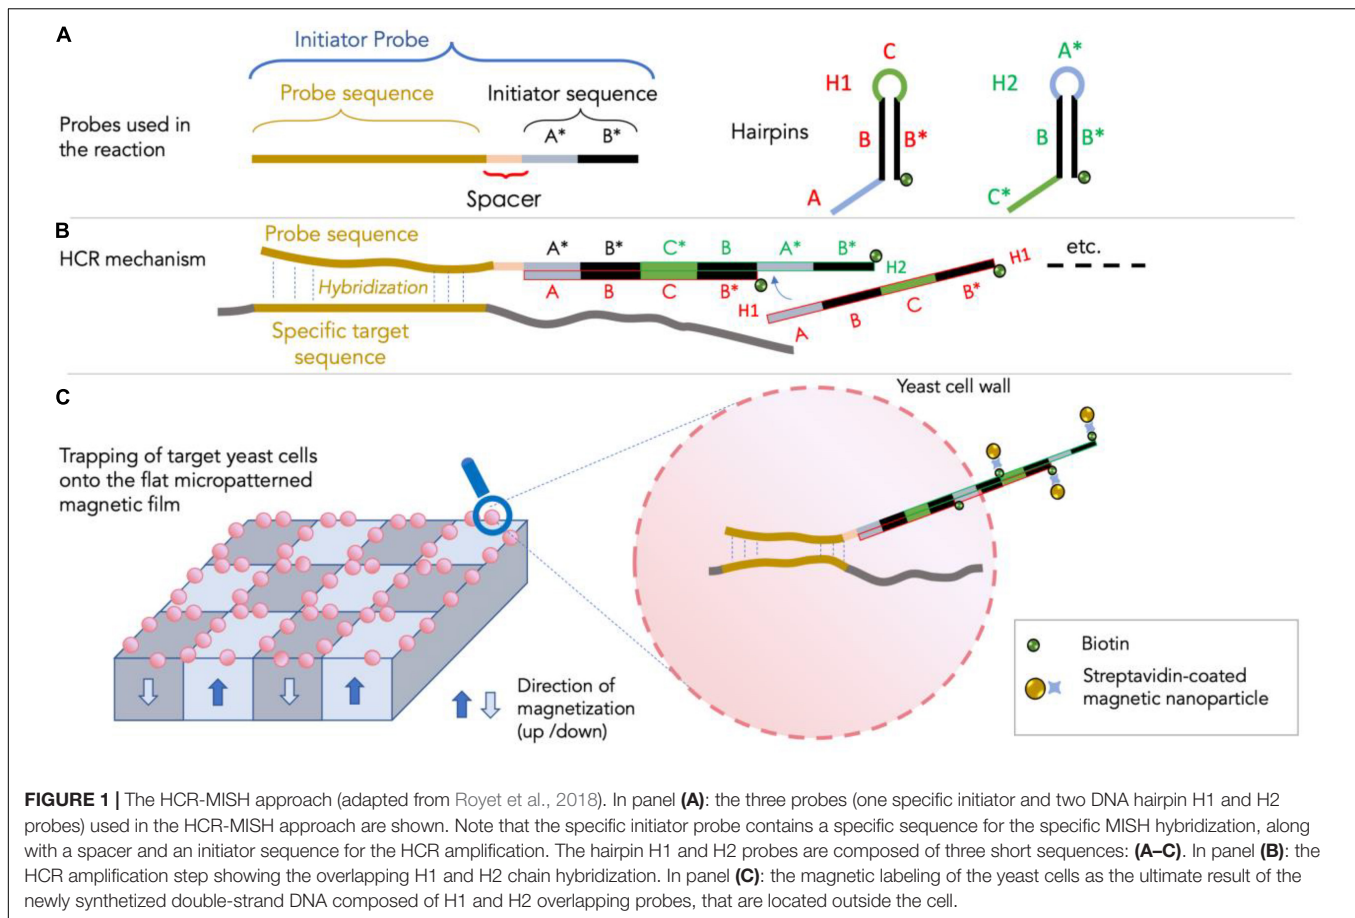 A
Initiator Probe
Probe sequence
Initiator sequence
Probes used in
the reaction
A* B*
Spacer
Hairpins
C
H1
B B*
A
A*
H2
B B*
C*
B
HCR mechanism
Probe sequence
A* B* C* B A* B*
H2
H1
etc.
Hybridization
A B C B*
H1
A B C B*
Specific target
sequence
C
Yeast cell wall
Trapping of target yeast cells
onto the flat micropatterned
magnetic film
Direction of
magnetization
(up /down)
Biotin
Streptavidin-coated
magnetic nanoparticle
FIGURE 1 | The HCR-MISH approach (adapted from Royet et al., 2018). In panel (A): the three probes (one specific initiator and two DNA hairpin H1 and H2
probes) used in the HCR-MISH approach are shown. Note that the specific initiator probe contains a specific sequence for the specific MISH hybridization, along
with a spacer and an initiator sequence for the HCR amplification. The hairpin H1 and H2 probes are composed of three short sequences: (A–C). In panel (B): the
HCR amplification step showing the overlapping H1 and H2 chain hybridization. In panel (C): the magnetic labeling of the yeast cells as the ultimate result of the
newly synthetized double-strand DNA composed of H1 and H2 overlapping probes, that are located outside the cell.